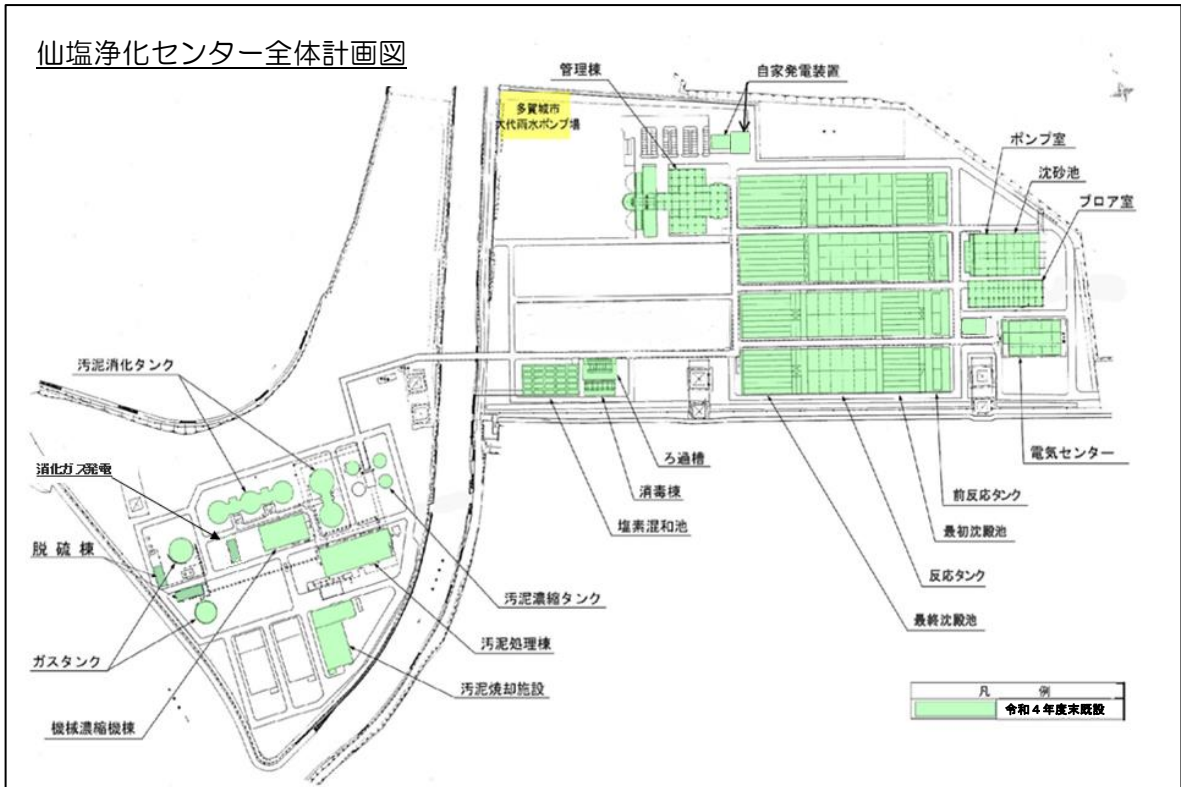 仙塩浄化センター全体計画図
管理棟
自家発電装置
多賀城市
大代雨水ポンプ場
ポンプ室
沈砂池
ブロア室
汚泥消化タンク
消化ガス発電
脱硫棟
ガスタンク
機械濃縮機棟
汚泥焼却施設
汚泥処理棟
汚泥濃縮タンク
ろ過槽
消毒棟
塩素混和池
電気センター
前反応タンク
最初沈殿池
反応タンク
最終沈殿池
凡 例
令和4年度末既設